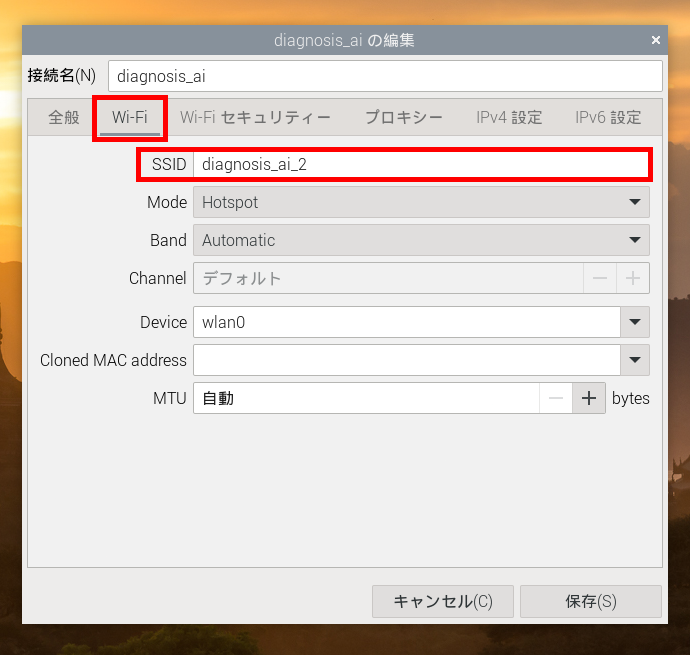 diagnosis_ai の編集 ×
接続名(N) diagnosis_ai
全般 Wi-Fi Wi-Fi セキュリティー プロキシー IPv4 設定 IPv6 設定
SSID diagnosis_ai_2
Mode Hotspot
Band Automatic
Channel デフォルト − +
Device wlan0
Cloned MAC address
MTU 自動 − + bytes
キャンセル(C) 保存(S)